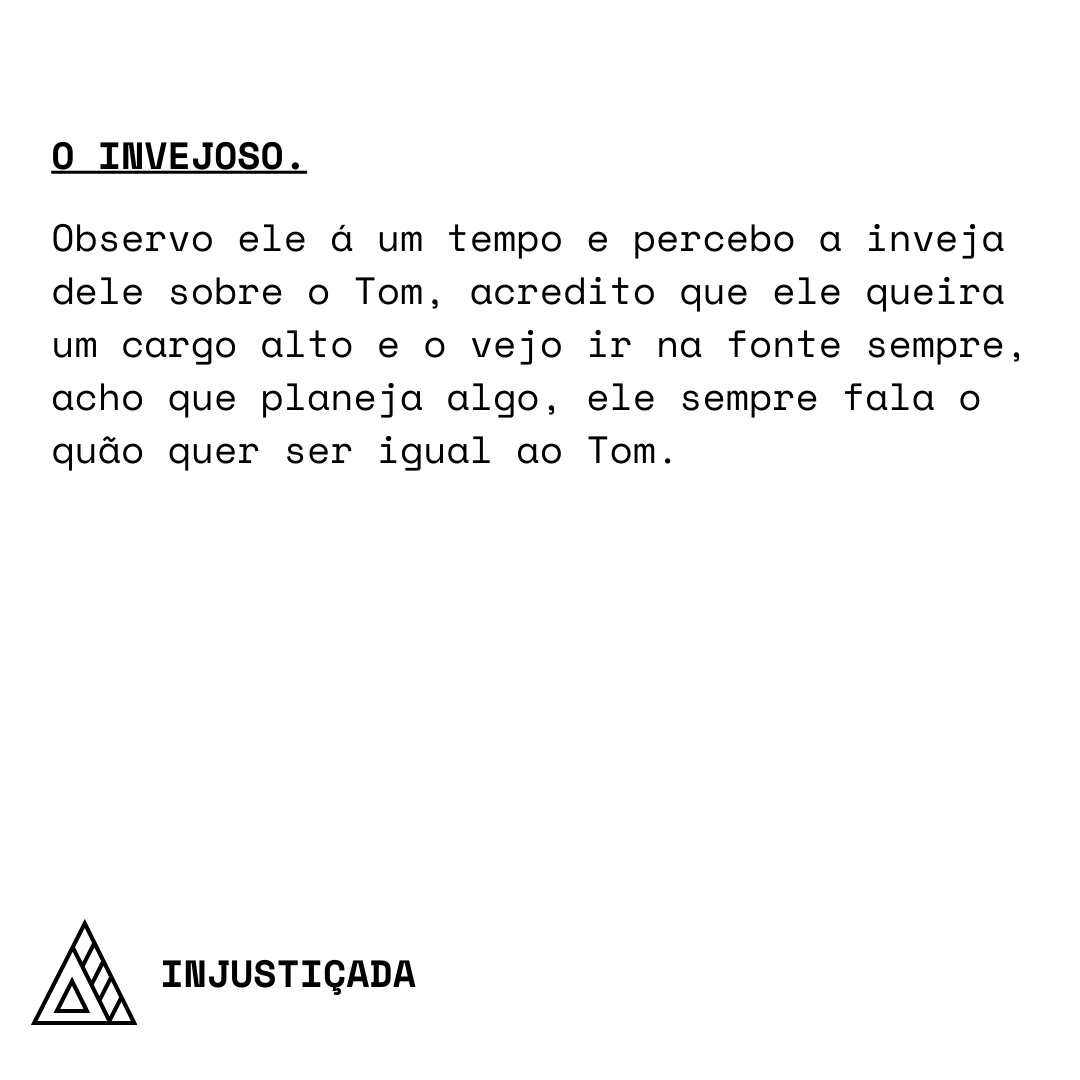 O INVEJOSO.
Observo ele á um tempo e percebo a inveja
dele sobre o Tom, acredito que ele queira
um cargo alto e o vejo ir na fonte sempre,
acho que planeja algo, ele sempre fala o
quão quer ser igual ao Tom.
INJUSTIÇADA